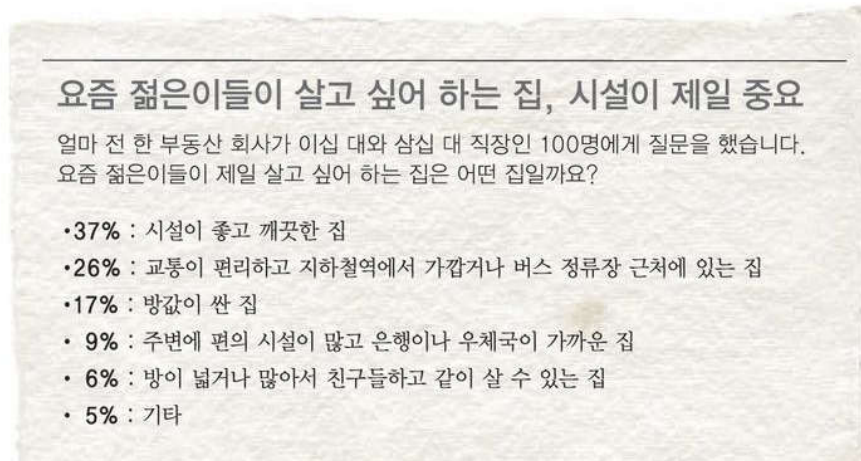 요즘 젊은이들이 살고 싶어 하는 집, 시설이 제일 중요
얼마 전 한 부동산 회사가 이십 대와 삼십 대 직장인 100명에게 질문을 했습니다.
요즘 젊은이들이 제일 살고 싶어 하는 집은 어떤 집일까요?
•37% : 시설이 좋고 깨끗한 집
•26% : 교통이 편리하고 지하철역에서 가깝거나 버스 정류장 근처에 있는 집
•17% : 방값이 싼 집
• 9% : 주변에 편의 시설이 많고 은행이나 우체국이 가까운 집
• 6% : 방이 넓거나 많아서 친구들하고 같이 살 수 있는 집
• 5% : 기타